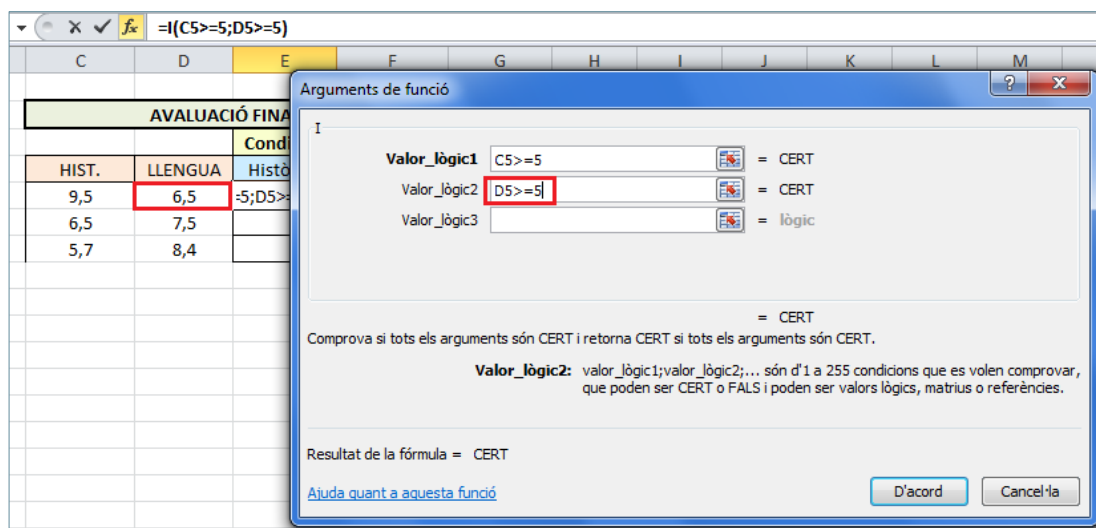 fx =I(C5>=5;D5>=5)
C D E F G H I J K L M
Arguments de funció ? X
AVALUACIÓ FINA
I
Condi
Valor_lògic1 C5>=5 = CERT
HIST. LLENGUA Histò
Valor_lògic2 D5>=5 = CERT
9,5 6,5 =5;D5>=
Valor_lògic3 = lògic
6,5 7,5
5,7 8,4
= CERT
Comprova si tots els arguments són CERT i retorna CERT si tots els arguments són CERT.
Valor_lògic2: valor_lògic1;valor_lògic2;... són d'1 a 255 condicions que es volen comprovar,
que poden ser CERT o FALS i poden ser valors lògics, matrius o referències.
Resultat de la fórmula = CERT
Ajuda quant a aquesta funció D'acord Cancel·la